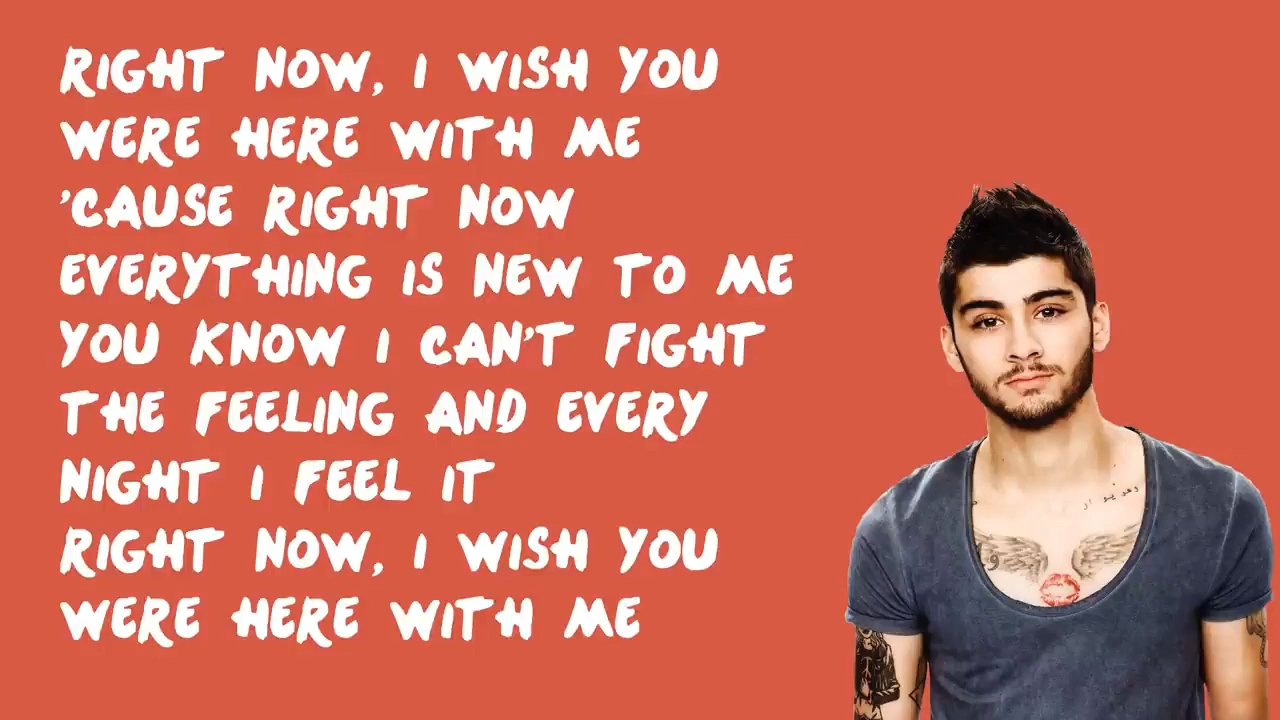 RIGHT NOW, I WISH YOU
WERE HERE WITH ME
'CAUSE RIGHT NOW
EVERYTHING IS NEW TO ME
YOU KNOW I CAN'T FIGHT
THE FEELING AND EVERY
NIGHT I FEEL IT
RIGHT NOW, I WISH YOU
WERE HERE WITH ME